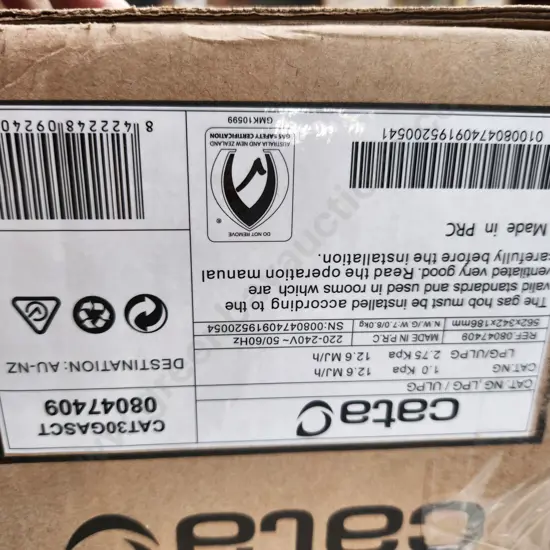 cata
CAT30GASCT
08047409
CAT.NG ,LPG / ULPG
CAT.NG 1.0 Kpa 12.6 MJ/h
LPG/ULPG 2.75 Kpa 12.6 MJ/h
DESTINATION: AU-NZ
REF:08047409 MADE IN P.R.C 220-240V~ 50/60Hz
562x342x186mm N.W./G.W:7.0/8.0kg SN:00804740919520054
The gas hob must be installed according to the
valid standards and used in rooms which are
ventilated very good. Read the operation manual
carefully before the installation.
Made in PRC
DO NOT REMOVE
AUSTRALIA AND NEW ZEALAND
GAS SAFETY CERTIFICATION
GMK10599
0108047409195200541
8 422248 09240
cata